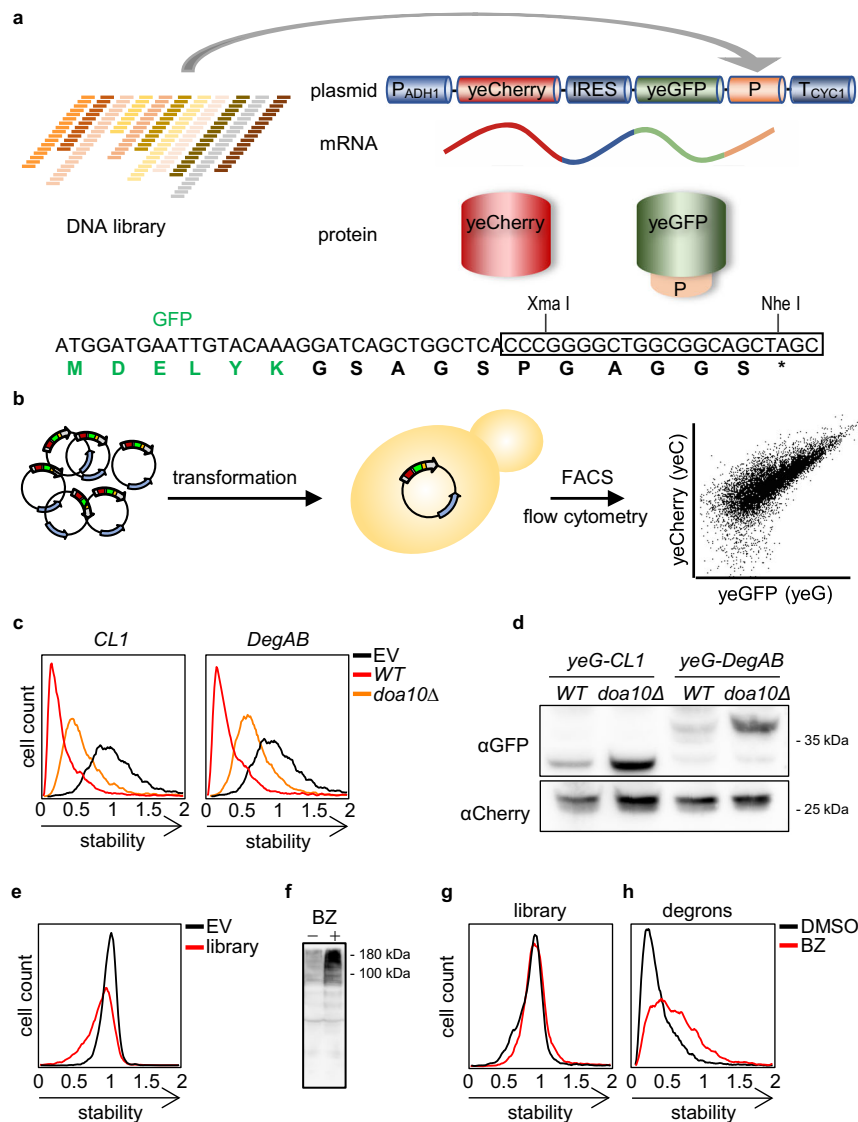 a
plasmid
PADH1
yeCherry
IRES
yeGFP
P
TCYC1
mRNA
DNA library
protein
yeCherry
yeGFP
P
Xma I
Nhe I
GFP
ATGGATGAATTGTACAAAGGATCAGCTGGCTCACCCGGGGCTGGCGGCAGCTAGC
M D E L Y K G S A G S P G A G G S *
b
transformation
FACS
flow cytometry
yeCherry (yeC)
yeGFP (yeG)
c
CL1
DegAB
EV
WT
doa10Δ
cell count
0 0.5 1 1.5 2
0 0.5 1 1.5 2
stability
stability
d
yeG-CL1
yeG-DegAB
WT doa10Δ WT doa10Δ
αGFP
- 35 kDa
αCherry
- 25 kDa
e
EV
library
cell count
0 0.5 1 1.5 2
stability
f
BZ
– +
- 180 kDa
- 100 kDa
g
library
cell count
0 0.5 1 1.5 2
stability
h
degrons
DMSO
BZ
0 0.5 1 1.5 2
stability